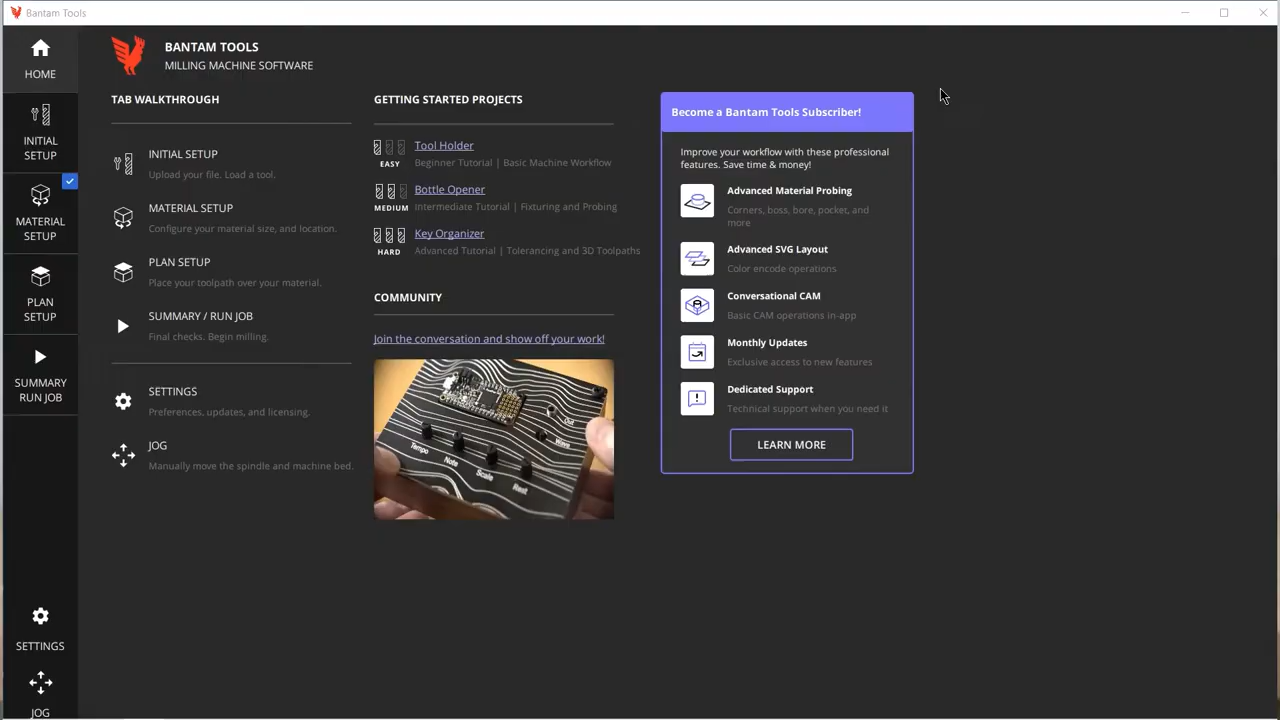 Bantam Tools
HOME
INITIAL
SETUP
MATERIAL
SETUP
PLAN
SETUP
SUMMARY
RUN JOB
SETTINGS
JOG
BANTAM TOOLS
MILLING MACHINE SOFTWARE
TAB WALKTHROUGH
INITIAL SETUP
Upload your file. Load a tool.
MATERIAL SETUP
Configure your material size, and location.
PLAN SETUP
Place your toolpath over your material.
SUMMARY / RUN JOB
Final checks. Begin milling.
SETTINGS
Preferences, updates, and licensing.
JOG
Manually move the spindle and machine bed.
GETTING STARTED PROJECTS
EASY
Tool Holder
Beginner Tutorial | Basic Machine Workflow
MEDIUM
Bottle Opener
Intermediate Tutorial | Fixturing and Probing
HARD
Key Organizer
Advanced Tutorial | Tolerancing and 3D Toolpaths
COMMUNITY
Join the conversation and show off your work!
Out
Wave
Tempo
Note
Scale
Rest
Become a Bantam Tools Subscriber!
Improve your workflow with these professional
features. Save time & money!
Advanced Material Probing
Corners, boss, bore, pocket, and
more
Advanced SVG Layout
Color encode operations
Conversational CAM
Basic CAM operations in-app
Monthly Updates
Exclusive access to new features
Dedicated Support
Technical support when you need it
LEARN MORE